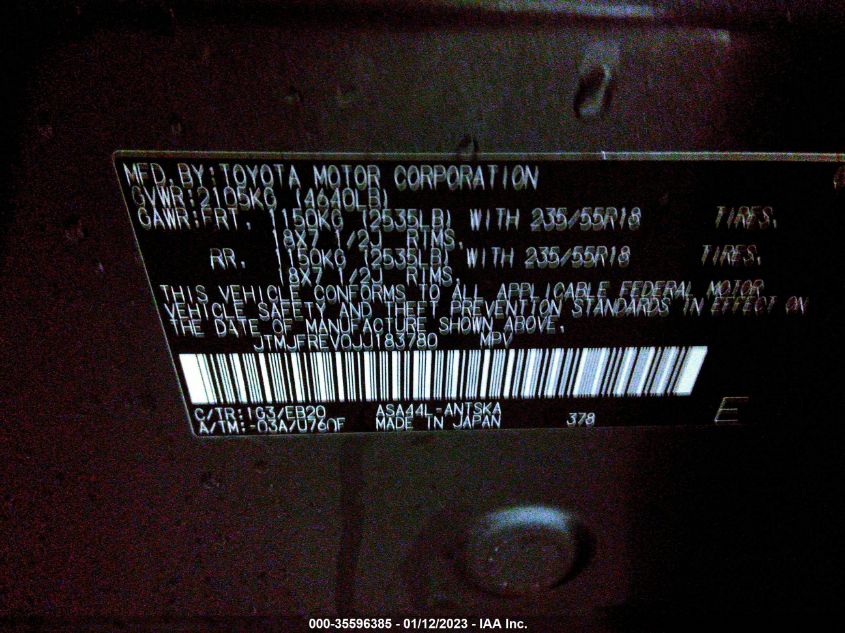 MFD. BY: TOYOTA MOTOR CORPORATION
GVWR: 2105KG (4640LB)
GAWR: FRT. 1150KG (2535LB) WITH 235/55R18 TIRES,
18X7 1/2J RIMS,
RR. 1150KG (2535LB) WITH 235/55R18 TIRES,
18X7 1/2J RIMS,
THIS VEHICLE CONFORMS TO ALL APPLICABLE FEDERAL MOTOR
VEHICLE SAFETY AND THEFT PREVENTION STANDARDS IN EFFECT ON
THE DATE OF MANUFACTURE SHOWN ABOVE.
JTMJFREV0JJ183780 MPV
C/TR: 1G3/EB20 ASA44L-ANTSKA
A/TM: -03A/U760F MADE IN JAPAN 378 E
000-35596385 - 01/12/2023 - IAA Inc.